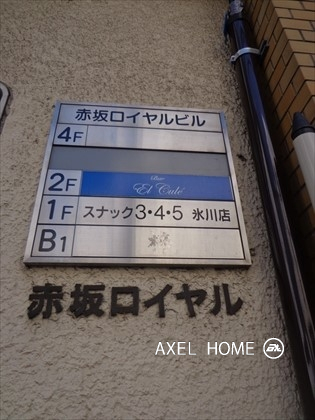 赤坂ロイヤルビル
4F
2F El Café
1F スナック3・4・5 氷川店
B1
赤坂ロイヤル
AXEL HOME